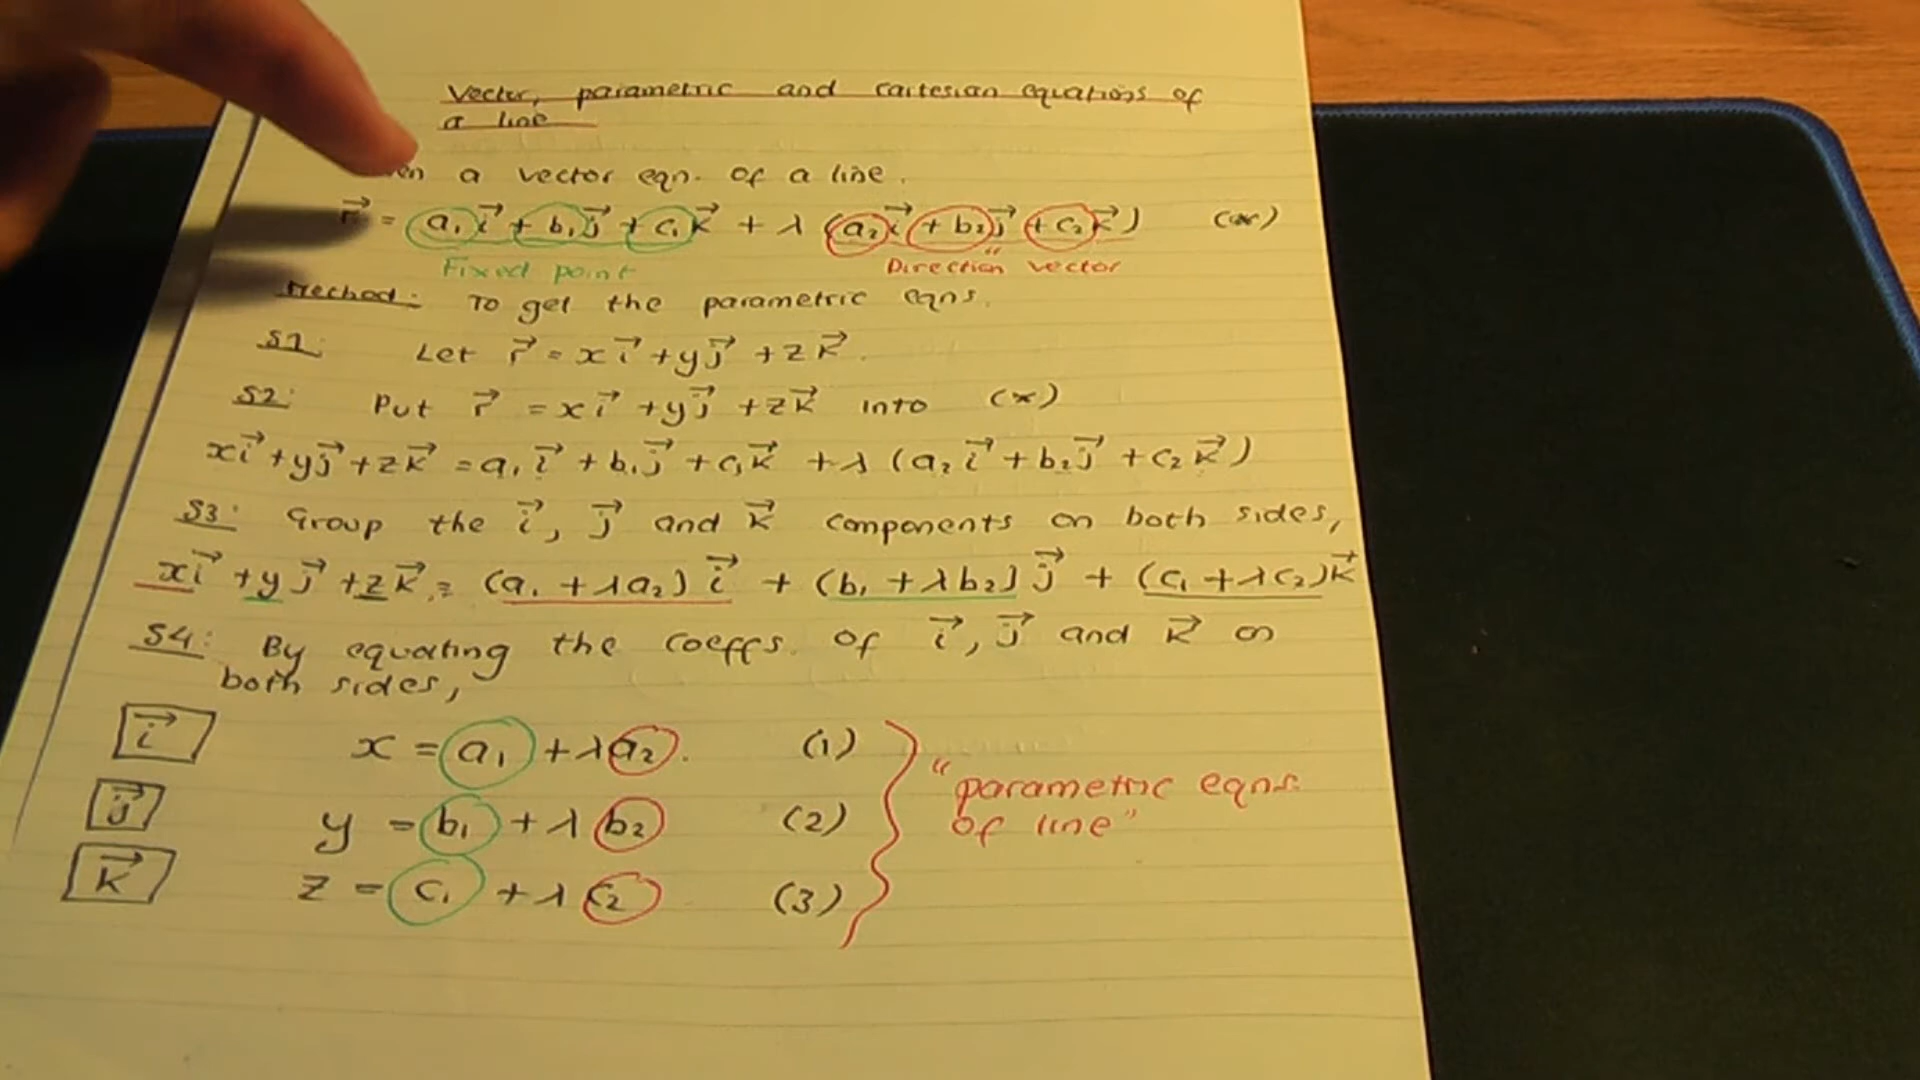 Vector, parametric and cartesian equations of
a line
en a vector eqn. of a line.
r⃗ = a₁i⃗ + b₁j⃗ + c₁k⃗ + λ (a₂i⃗ + b₂j⃗ + c₂k⃗) (*)
Fixed point Direction" vector
Method: To get the parametric eqns.
S1: Let r⃗ = xi⃗ + yj⃗ + zk⃗.
S2: Put r⃗ = xi⃗ + yj⃗ + zk⃗ into (*)
xi⃗ + yj⃗ + zk⃗ = a₁i⃗ + b₁j⃗ + c₁k⃗ + λ (a₂i⃗ + b₂j⃗ + c₂k⃗)
S3: Group the i⃗, j⃗ and k⃗ components on both sides,
xi⃗ + yj⃗ + zk⃗ = (a₁ + λa₂)i⃗ + (b₁ + λb₂)j⃗ + (c₁ + λc₂)k⃗
S4: By equating the coeffs. of i⃗, j⃗ and k⃗ on
both sides,
i⃗ x = a₁ + λa₂. (1)
"parametric eqns.
j⃗ y = b₁ + λb₂ (2)
of line"
k⃗ z = c₁ + λc₂ (3)